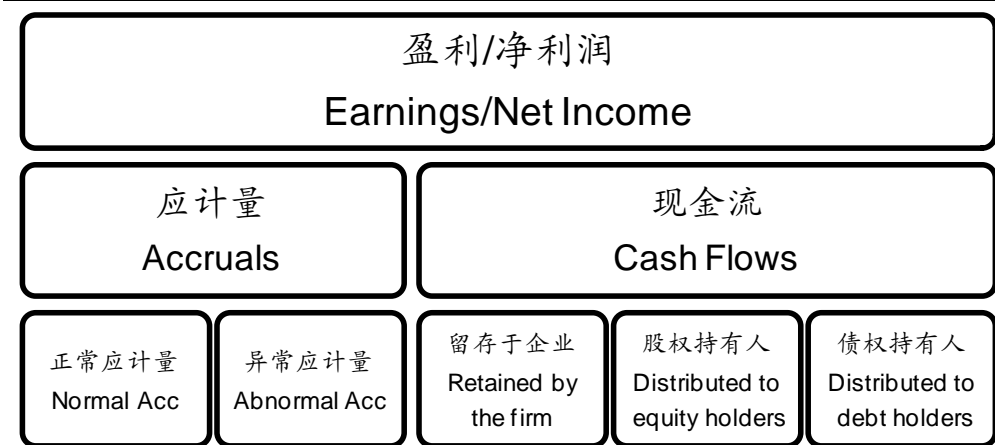 盈利/净利润
Earnings/Net Income
应计量
Accruals
现金流
Cash Flows
正常应计量
Normal Acc
异常应计量
Abnormal Acc
留存于企业
Retained by
the firm
股权持有人
Distributed to
equity holders
债权持有人
Distributed to
debt holders